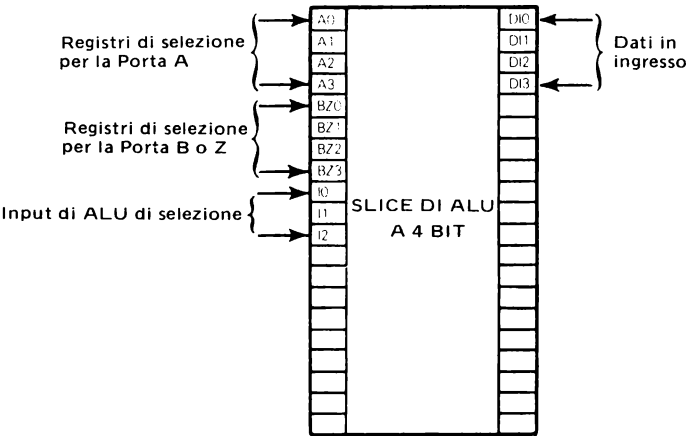 Registri di selezione
per la Porta A
A0
A1
A2
A3
Registri di selezione
per la Porta B o Z
BZ0
BZ1
BZ2
BZ3
Input di ALU di selezione
I0
I1
I2
SLICE DI ALU
A 4 BIT
DI0
DI1
DI2
DI3
Dati in
ingresso